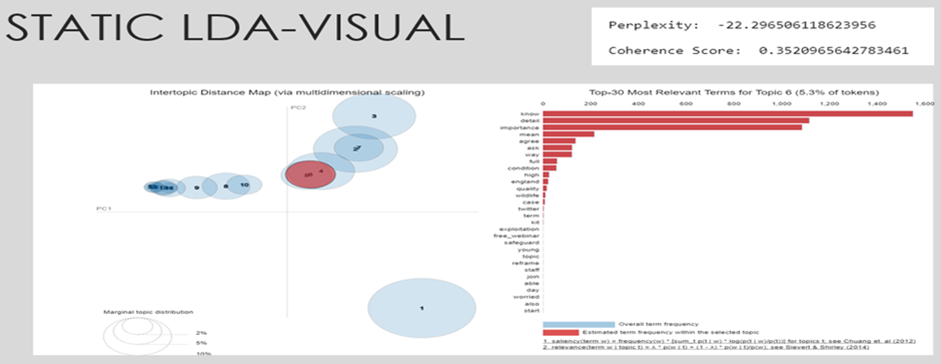 STATIC LDA-VISUAL
Perplexity: -22.296506118623956
Coherence Score: 0.3520965642783461
Intertopic Distance Map (via multidimensional scaling)
PC2
PC1
3
2
7
4
10
8
9
1
Marginal topic distribution
2%
5%
10%
Top-30 Most Relevant Terms for Topic 6 (5.3% of tokens)
0 200 400 600 800 1,000 1,200 1,400 1,600
know
detail
importance
mean
agree
ask
way
full
condition
high
england
quality
wildlife
case
twitter
term
exploitation
free_webinar
safeguard
young
topic
reframe
staff
join
able
day
worried
also
start
Overall term frequency
Estimated term frequency within the selected topic
1. saliency(term w) = frequency(w) * [sum_t p(t | w) * log(p(t | w)/p(t))] for topics t; see Chuang et. al (2012)
2. relevance(term w | topic t) = λ * p(w | t) + (1 - λ) * p(w | t)/p(w); see Sievert & Shirley (2014)